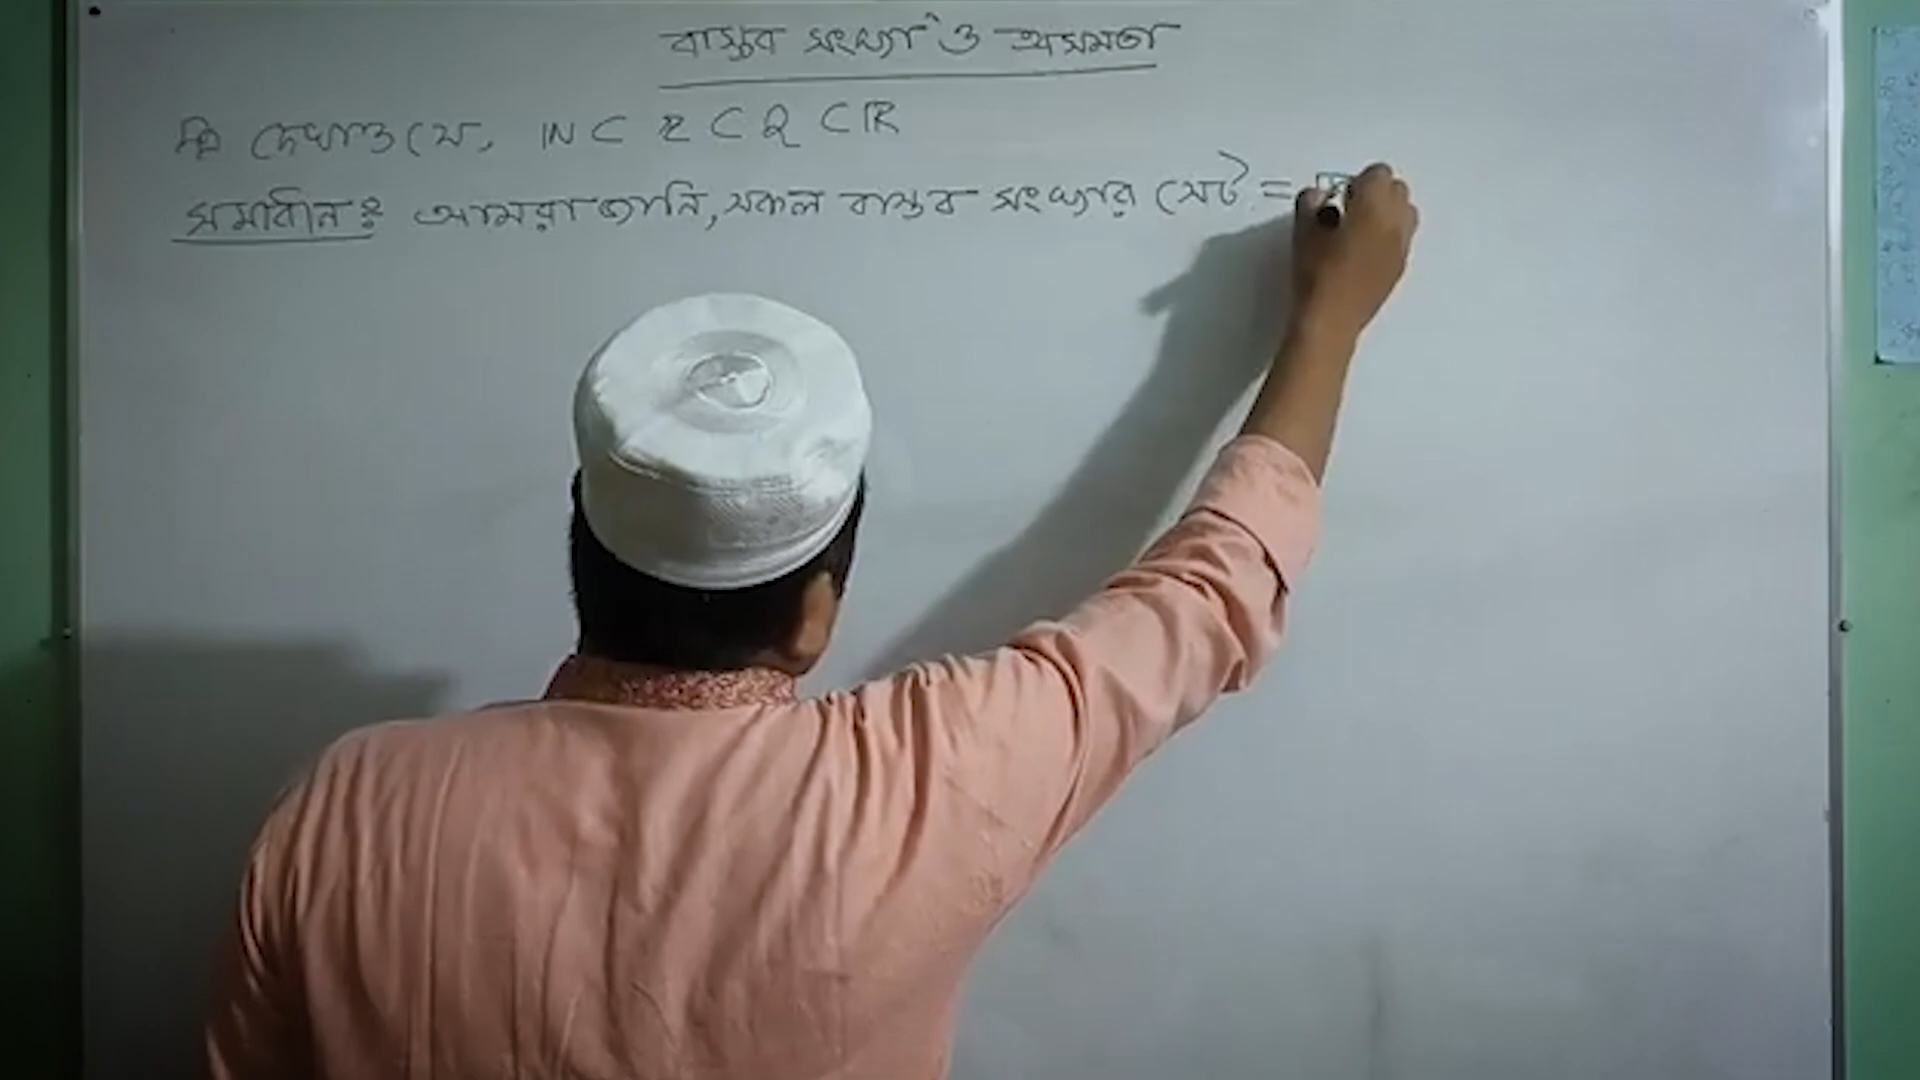 বাস্তব সংখ্যা ও অসমতা
দেখাও যে, ℕ ⊂ ℤ ⊂ ℚ ⊂ ℝ
সমাধান : আমরা জানি, সকল বাস্তব সংখ্যার সেট =